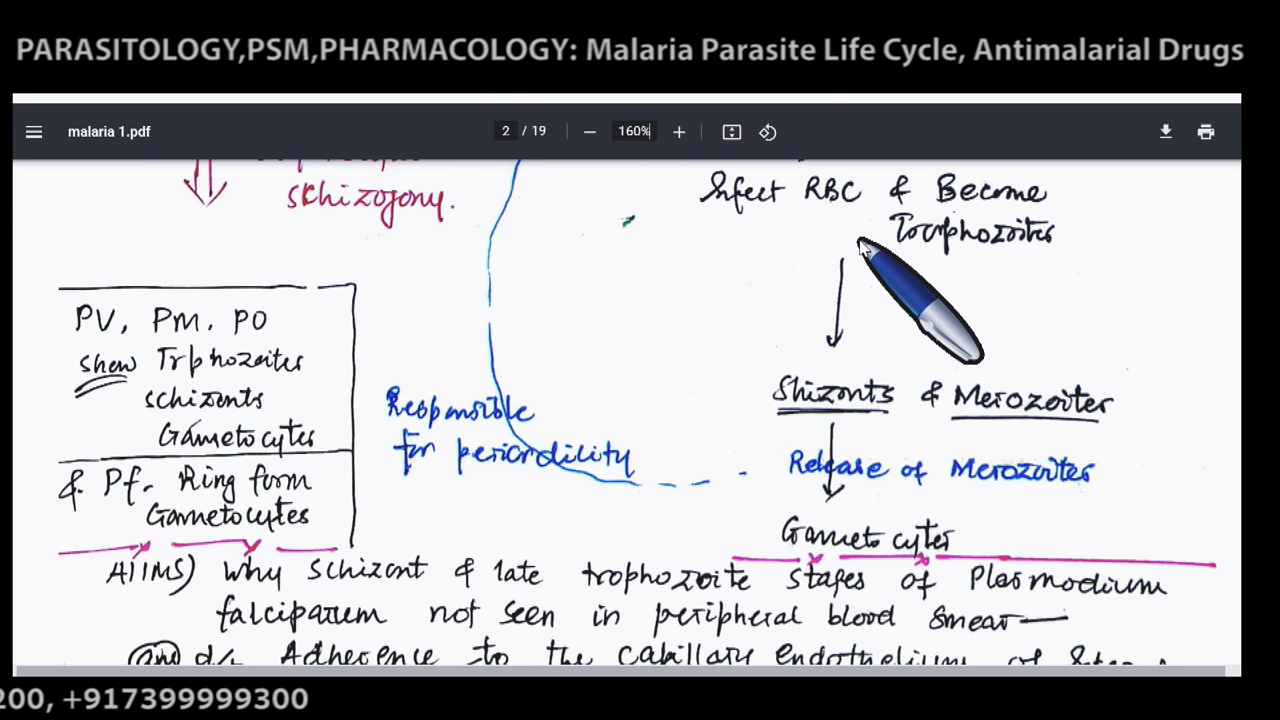 PARASITOLOGY,PSM,PHARMACOLOGY: Malaria Parasite Life Cycle, Antimalarial Drugs
malaria 1.pdf
2 / 19
160%
schizogony.
Infect RBC & Become
Trophozoites
PV, PM, PO
show Trphozoites
schizonts
Gametocytes
& Pf. Ring form
Gametocytes
Responsible
for periodility
Shizonts & Merozoites
Release of Merozoites
Gametocytes
AIIMS) Why Schizont & late trophozoite stages of Plasmodium
falciparum not seen in peripheral blood smear—
Adherence to the capillary endothelium of
200, +917399999300